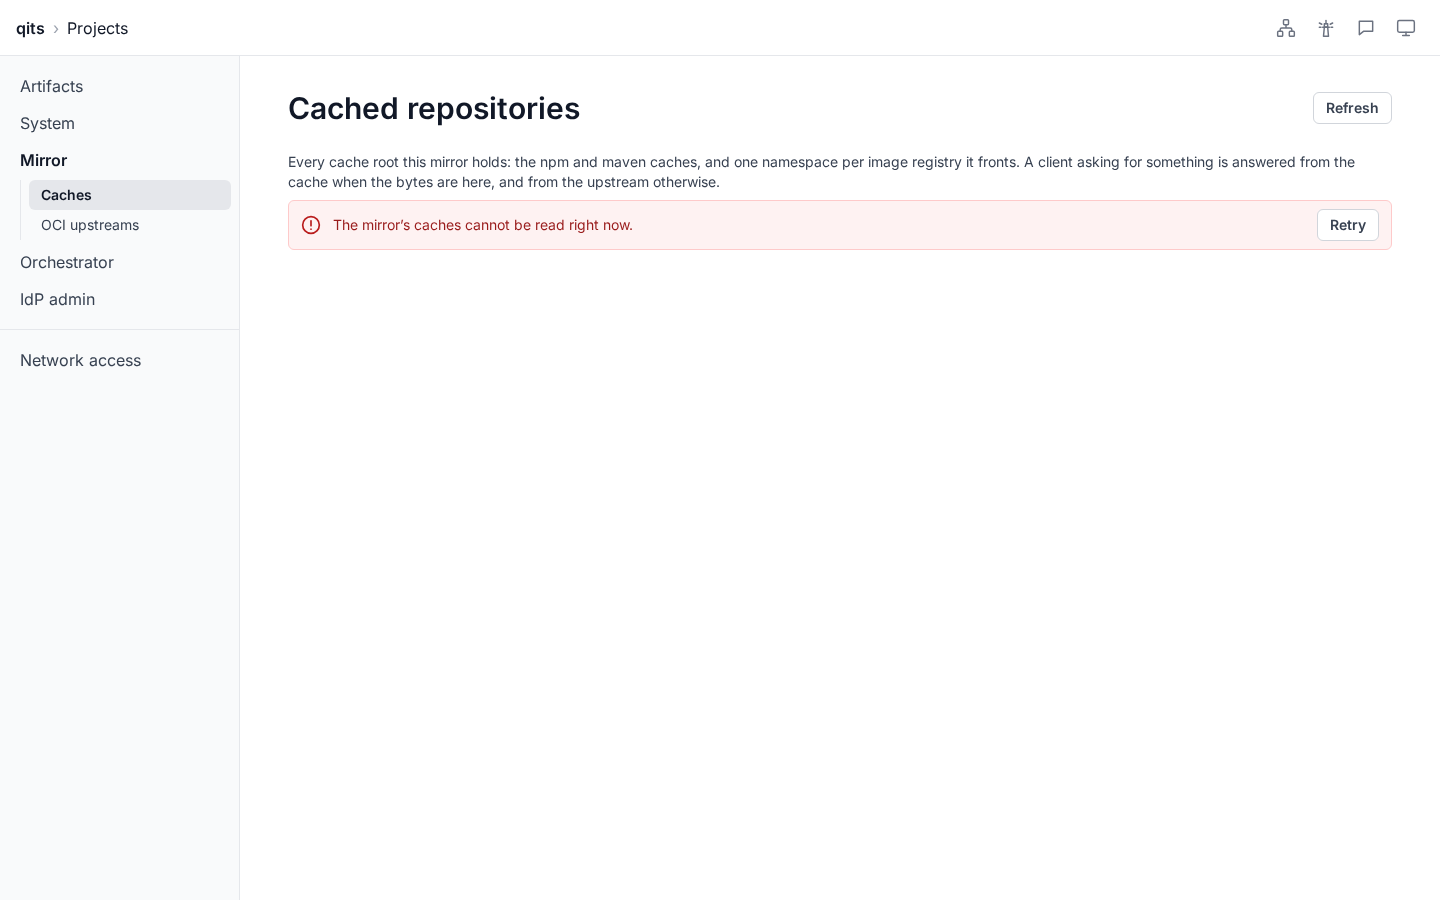 qits › Projects
Artifacts
System
Mirror
Caches
OCI upstreams
Orchestrator
IdP admin
Network access
Cached repositories
Refresh
Every cache root this mirror holds: the npm and maven caches, and one namespace per image registry it fronts. A client asking for something is answered from the
cache when the bytes are here, and from the upstream otherwise.
The mirror’s caches cannot be read right now.
Retry